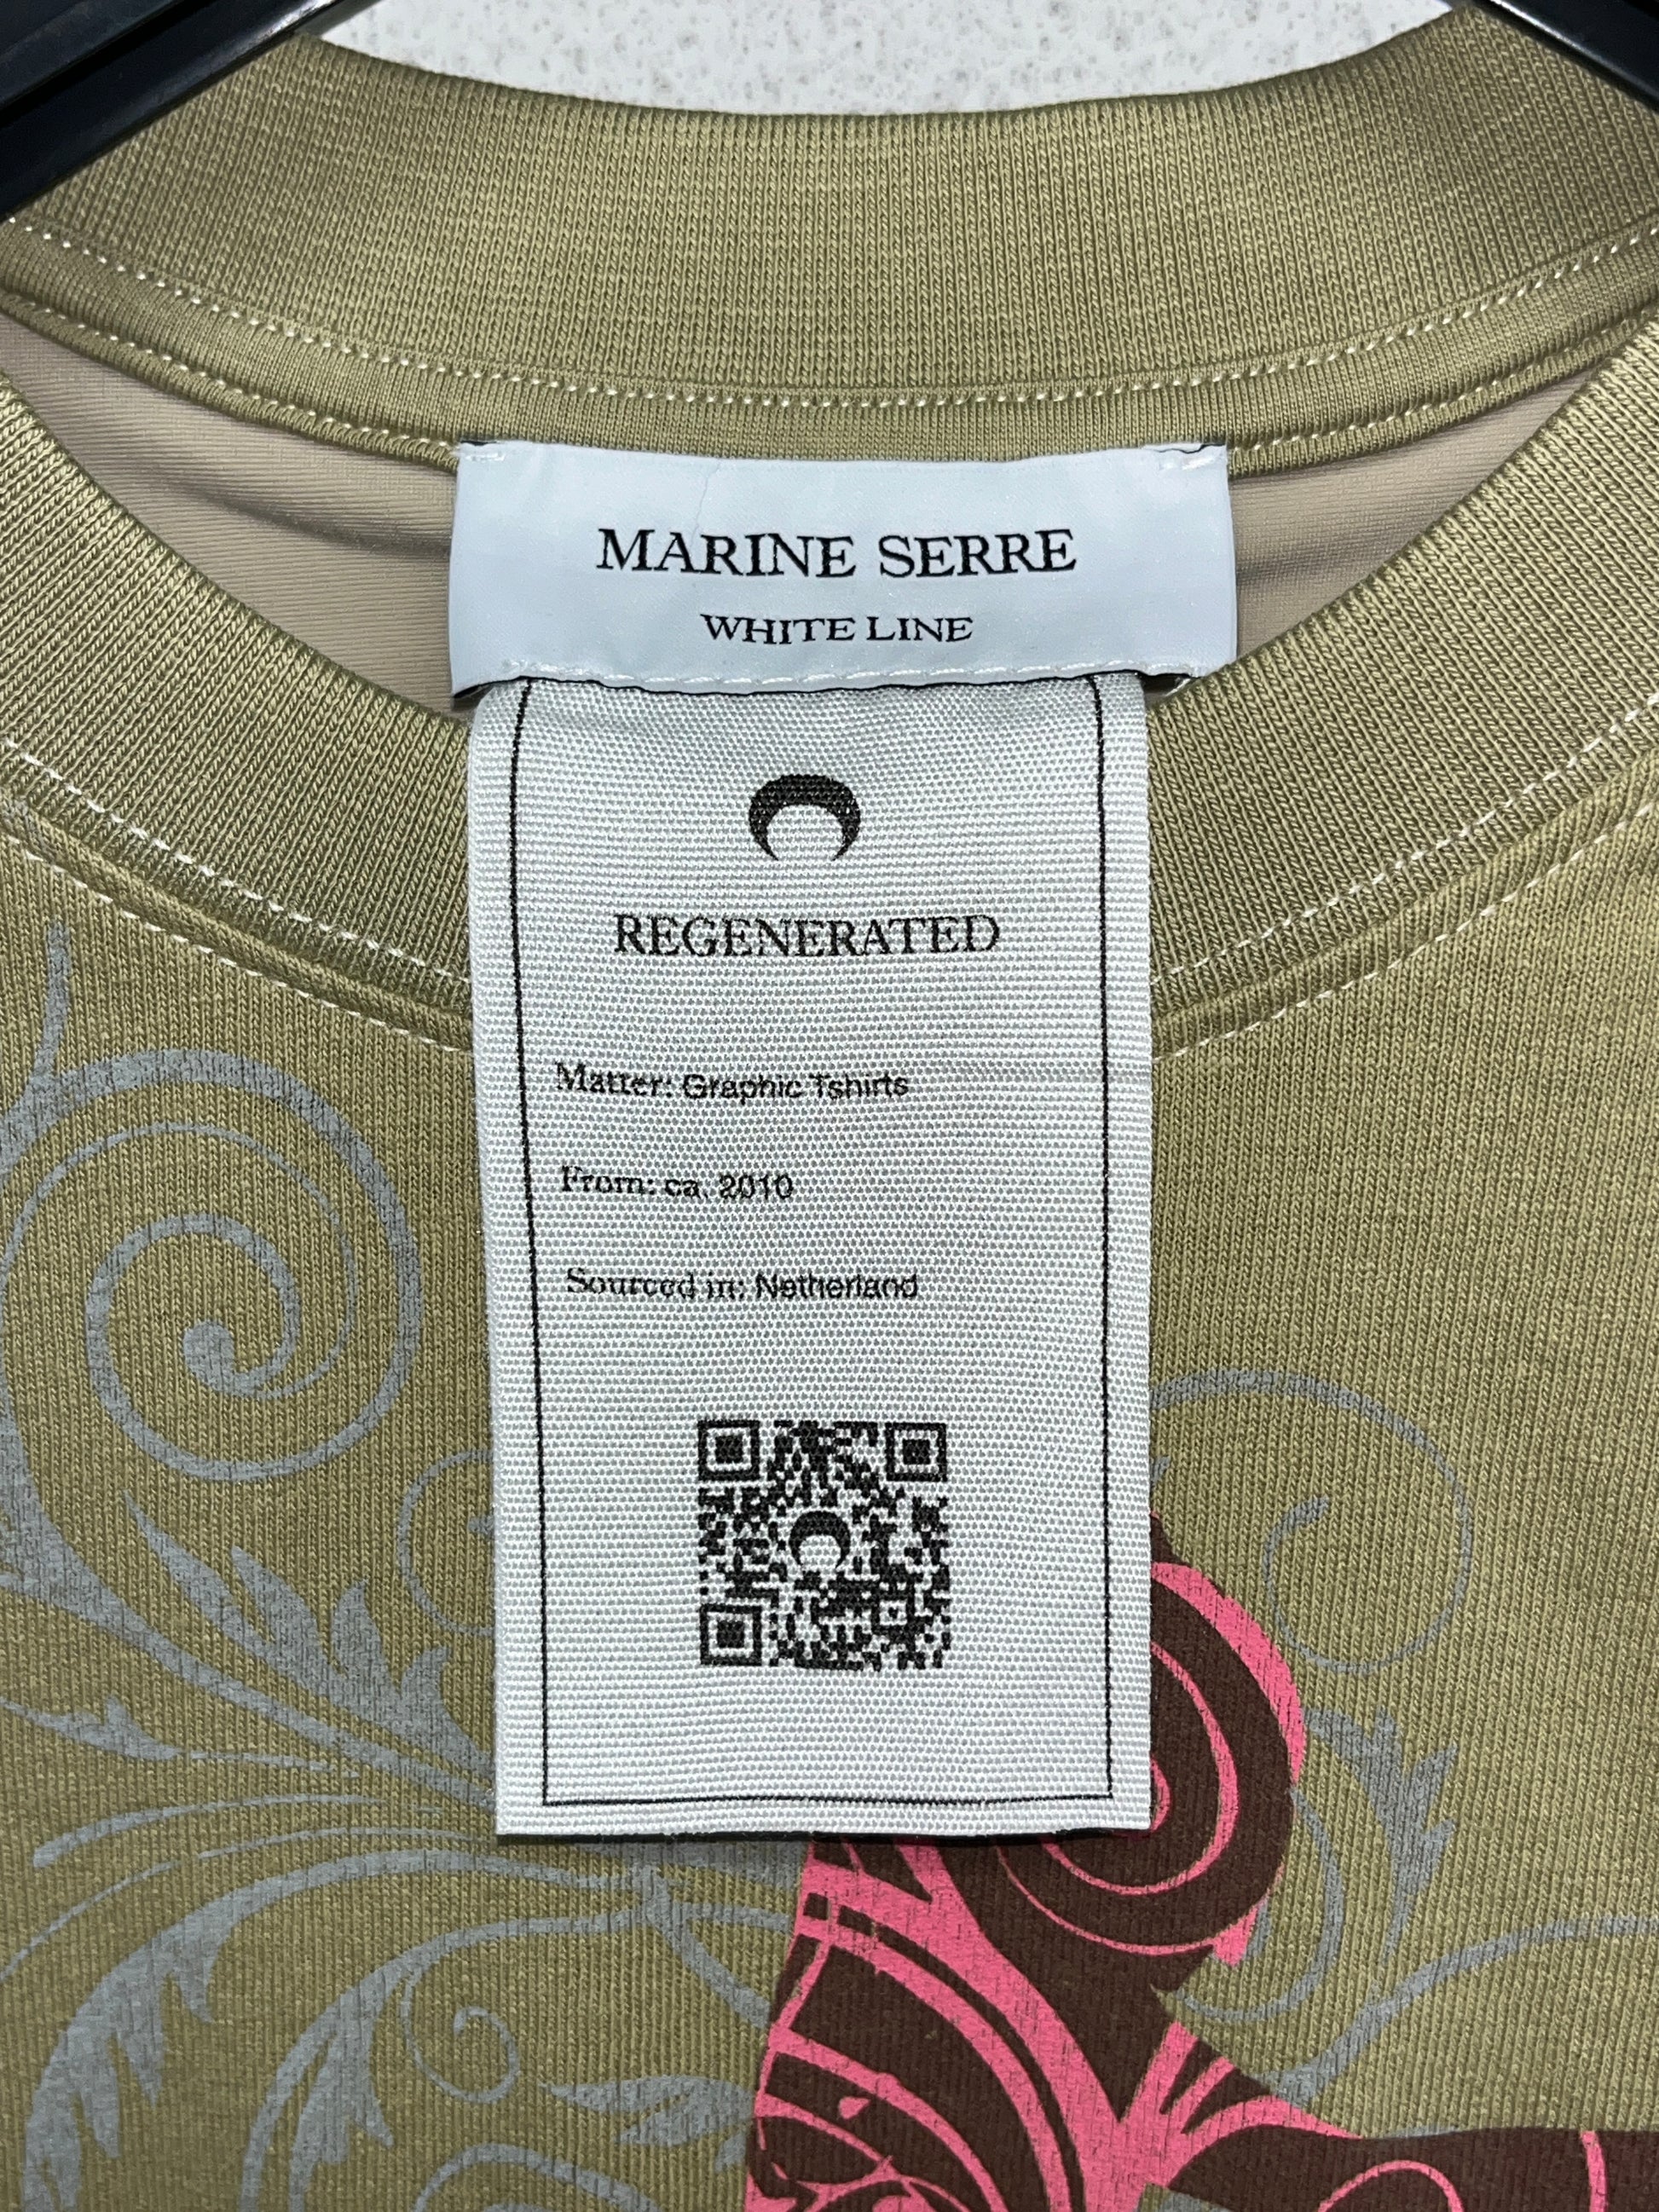 MARINE SERRE
WHITE LINE
REGENERATED
Matter: Graphic Tshirts
From: ca. 2010
Sourced in: Netherland